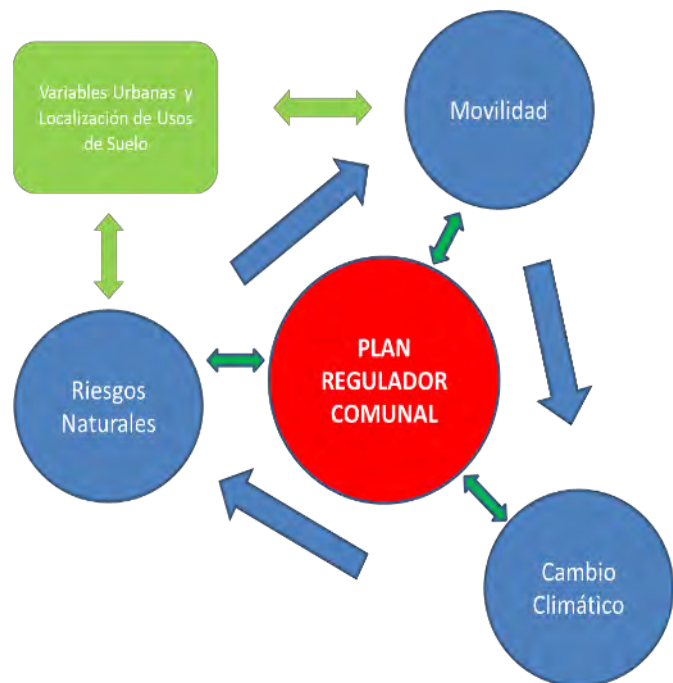 Variables Urbanas y
Localización de Usos
de Suelo
Movilidad
PLAN
REGULADOR
COMUNAL
Riesgos
Naturales
Cambio
Climático